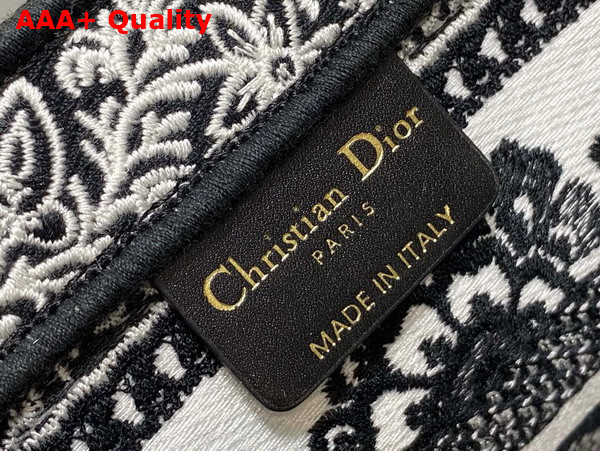 AAA+ Quality
Christian Dior
PARIS
MADE IN ITALY